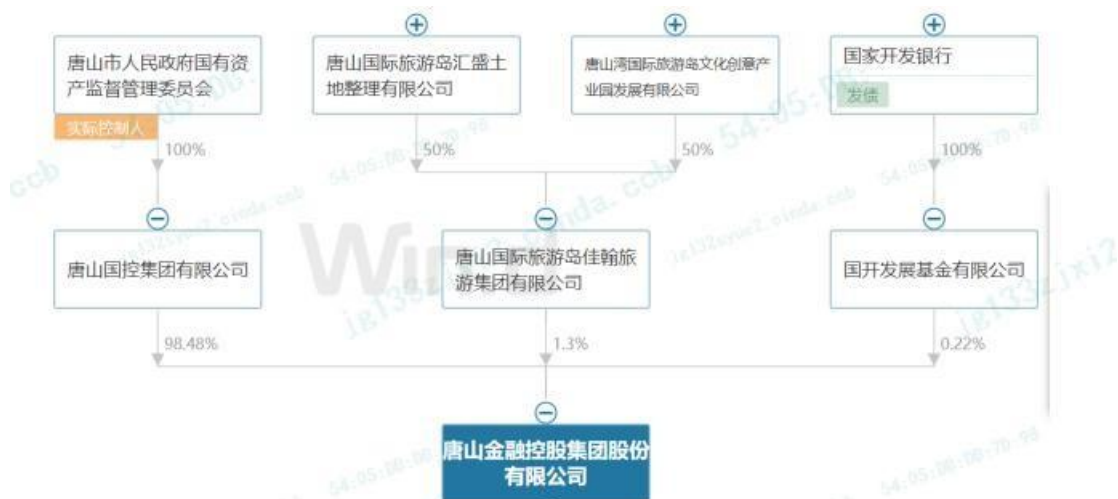 唐山市人民政府国有资
产监督管理委员会
实际控制人
唐山国际旅游岛汇盛土
地整理有限公司
唐山湾国际旅游岛文化创意产
业园发展有限公司
国家开发银行
发债
100%
50%
50%
100%
唐山国控集团有限公司
唐山国际旅游岛佳翰旅
游集团有限公司
国开发展基金有限公司
98.48%
1.3%
0.22%
唐山金融控股集团股份
有限公司